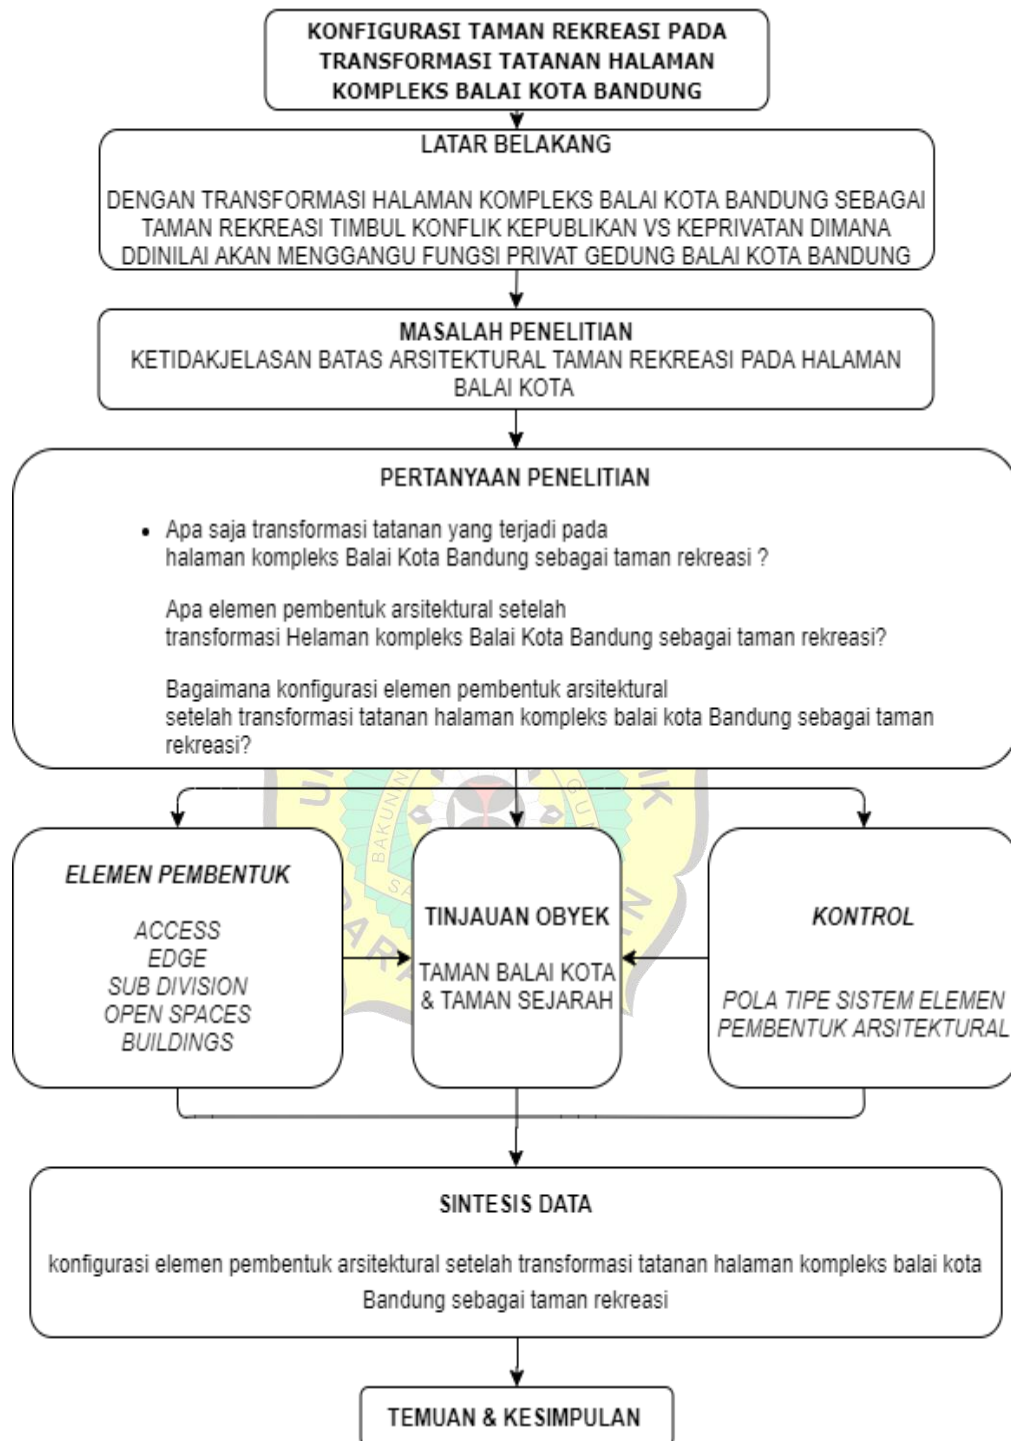 KONFIGURASI TAMAN REKREASI PADA
TRANSFORMASI TATANAN HALAMAN
KOMPLEKS BALAI KOTA BANDUNG
LATAR BELAKANG
DENGAN TRANSFORMASI HALAMAN KOMPLEKS BALAI KOTA BANDUNG SEBAGAI
TAMAN REKREASI TIMBUL KONFLIK KEPUBLIKAN VS KEPRIVATAN DIMANA
DDINILAI AKAN MENGGANGU FUNGSI PRIVAT GEDUNG BALAI KOTA BANDUNG
MASALAH PENELITIAN
KETIDAKJELASAN BATAS ARSITEKTURAL TAMAN REKREASI PADA HALAMAN
BALAI KOTA
PERTANYAAN PENELITIAN
• Apa saja transformasi tatanan yang terjadi pada
halaman kompleks Balai Kota Bandung sebagai taman rekreasi ?
Apa elemen pembentuk arsitektural setelah
transformasi Helaman kompleks Balai Kota Bandung sebagai taman rekreasi?
Bagaimana konfigurasi elemen pembentuk arsitektural
setelah transformasi tatanan halaman kompleks balai kota Bandung sebagai taman
rekreasi?
ELEMEN PEMBENTUK
ACCESS
EDGE
SUB DIVISION
OPEN SPACES
BUILDINGS
TINJAUAN OBYEK
TAMAN BALAI KOTA
& TAMAN SEJARAH
KONTROL
POLA TIPE SISTEM ELEMEN
PEMBENTUK ARSITEKTURAL
SINTESIS DATA
konfigurasi elemen pembentuk arsitektural setelah transformasi tatanan halaman kompleks balai kota
Bandung sebagai taman rekreasi
TEMUAN & KESIMPULAN